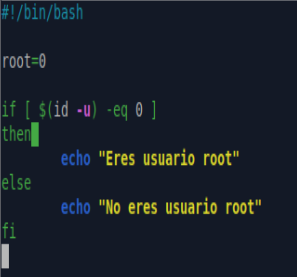 #!/bin/bash
root=0
if [ $(id -u) -eq 0 ]
then
echo "Eres usuario root"
else
echo "No eres usuario root"
fi